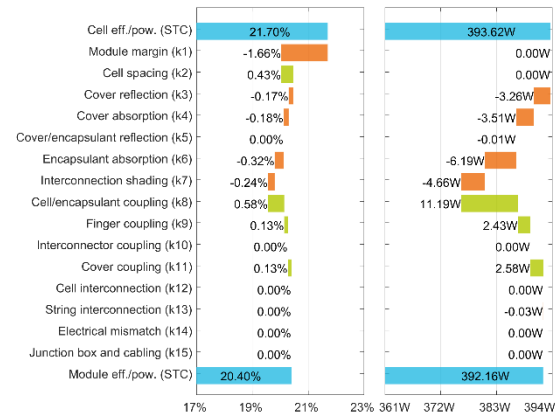 Cell eff./pow. (STC) 21.70% 393.62W
Module margin (k1) -1.66% 0.00W
Cell spacing (k2) 0.43% 0.00W
Cover reflection (k3) -0.17% -3.26W
Cover absorption (k4) -0.18% -3.51W
Cover/encapsulant reflection (k5) 0.00% -0.01W
Encapsulant absorption (k6) -0.32% -6.19W
Interconnection shading (k7) -0.24% -4.66W
Cell/encapsulant coupling (k8) 0.58% 11.19W
Finger coupling (k9) 0.13% 2.43W
Interconnector coupling (k10) 0.00% 0.00W
Cover coupling (k11) 0.13% 2.58W
Cell interconnection (k12) 0.00% 0.00W
String interconnection (k13) 0.00% -0.03W
Electrical mismatch (k14) 0.00% 0.00W
Junction box and cabling (k15) 0.00% 0.00W
Module eff./pow. (STC) 20.40% 392.16W
17% 19% 21% 23% 361W 372W 383W 394W